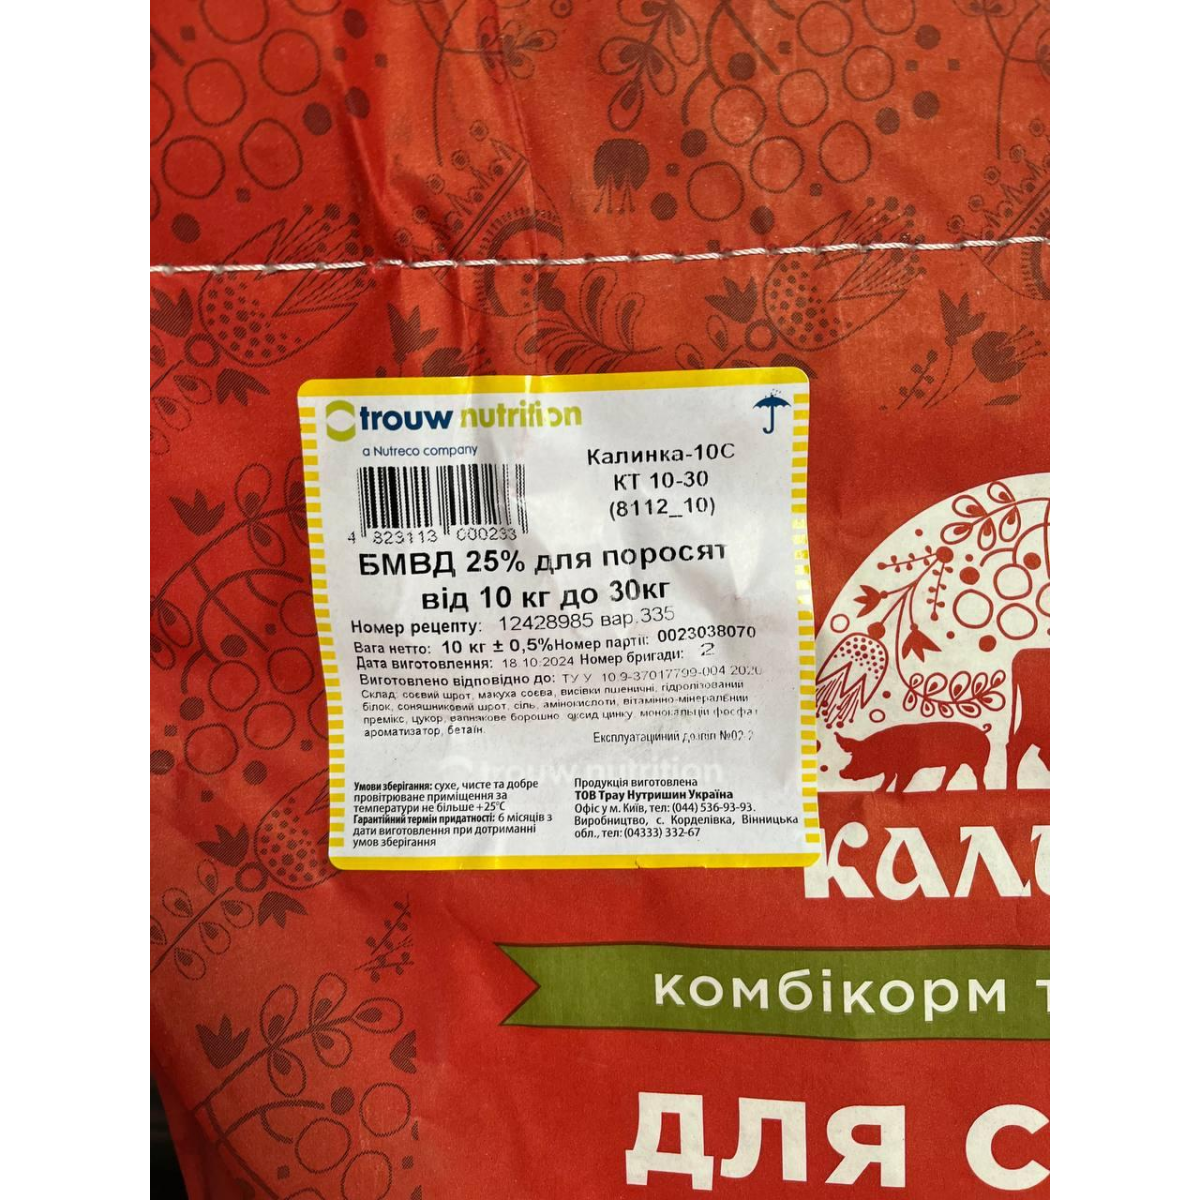 trouw nutrition
a Nutreco company
Калинка-10С
КТ 10-30
(8112_10)
4 823113 000233
БМВД 25% для поросят
від 10 кг до 30кг
Номер рецепту: 12428985 вар.335
Вага нетто: 10 кг ± 0,5% Номер партії: 0023038070
Дата виготовлення: 18.10.2024 Номер бригади: 2
Виготовлено відповідно до: ТУ У 10.9-37017799-004:2020
Склад: соєвий шрот, макуха соєва, висівки пшеничні, гідролізований
білок, соняшниковий шрот, сіль, амінокислоти, вітамінно-мінеральний
премікс, цукор, вапнякове борошно, оксид цинку, монокальцій фосфат
ароматизатор, бетаїн.
Експлуатаційний дозвіл
trouw nutrition
Умови зберігання: сухе, чисте та добре
провітрюване приміщення за
температури не більше +25°C
Гарантійний термін придатності: 6 місяців з
дати виготовлення при дотриманні
умов зберігання
Продукція виготовлена
ТОВ Трау Нутришин Україна
Офіс у м. Київ, тел: (044) 536-93-93.
Виробництво, с. Корделівка, Вінницька
обл., тел: (04333) 332-67
КАЛИ
комбікорм т
ДЛЯ С